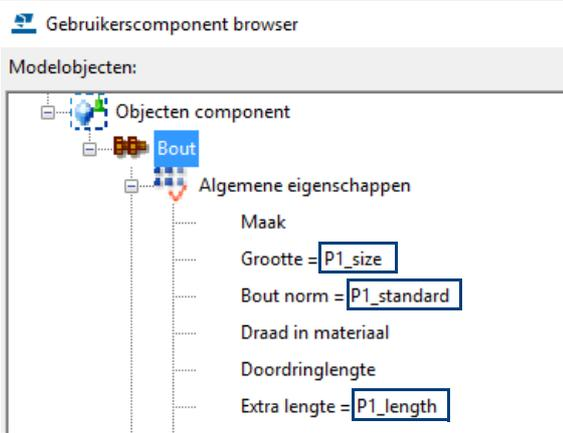 Gebruikerscomponent browser
Modelobjecten:
Objecten component
Bout
Algemene eigenschappen
Maak
Grootte = P1_size
Bout norm = P1_standard
Draad in materiaal
Doordringlengte
Extra lengte = P1_length